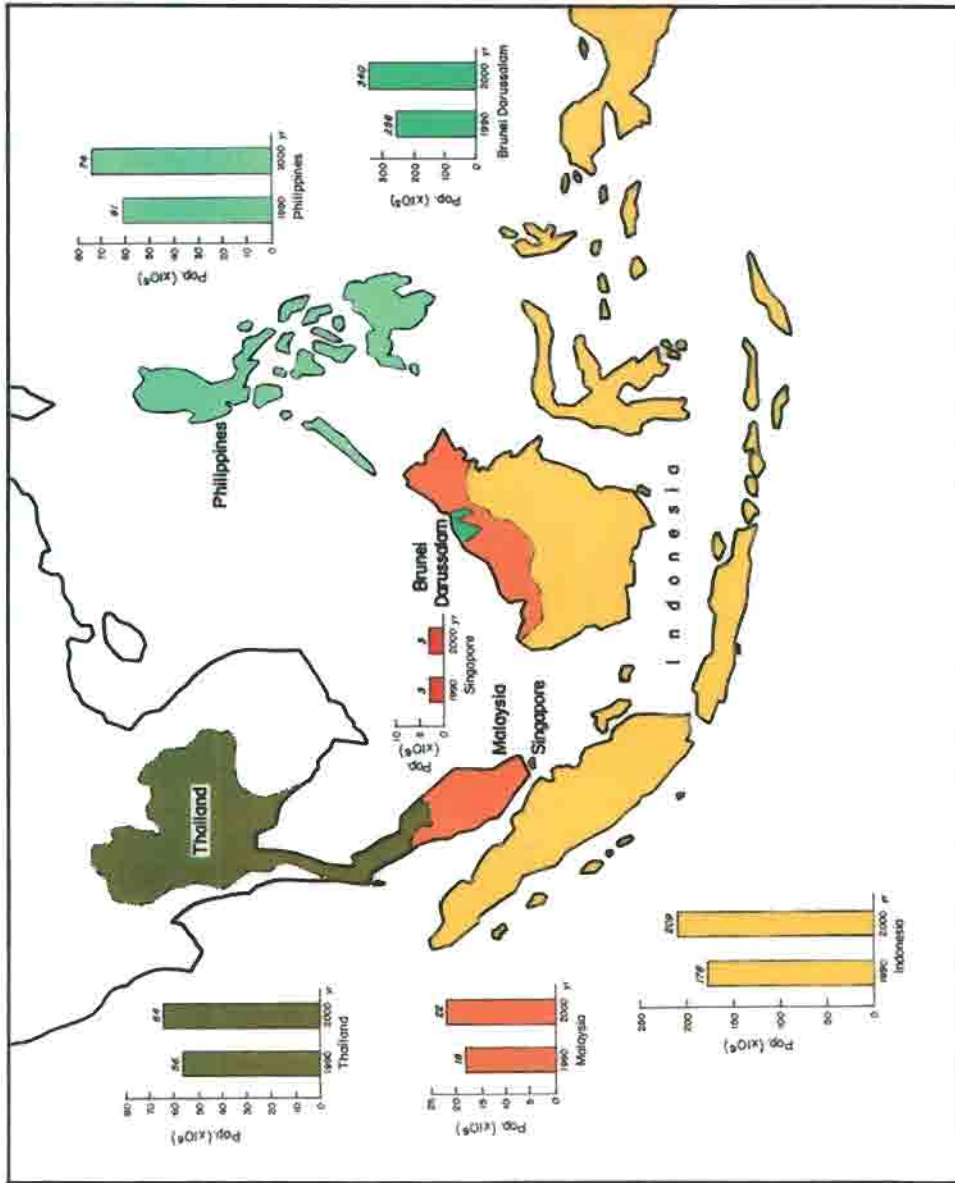 Pop. (x10⁶)
80
70
60
50
40
30
20
10
0
56
64
1990
2000 yr
Thailand
Thailand
Pop. (x10⁶)
80
70
60
50
40
30
20
10
0
61
74
1990
2000 yr
Philippines
Philippines
Pop. (x10³)
300
200
100
0
340
1990
2000 yr
Brunei Darussalam
Brunei
Darussalam
Pop.
(x10⁶)
10
5
0
3
3
1990
2000 yr
Singapore
Pop. (x10⁶)
25
20
15
10
5
0
18
22
1990
2000 yr
Malaysia
Malaysia
Singapore
Indonesia
Pop. (x10⁶)
250
200
150
100
50
0
178
209
1990
2000 yr
Indonesia